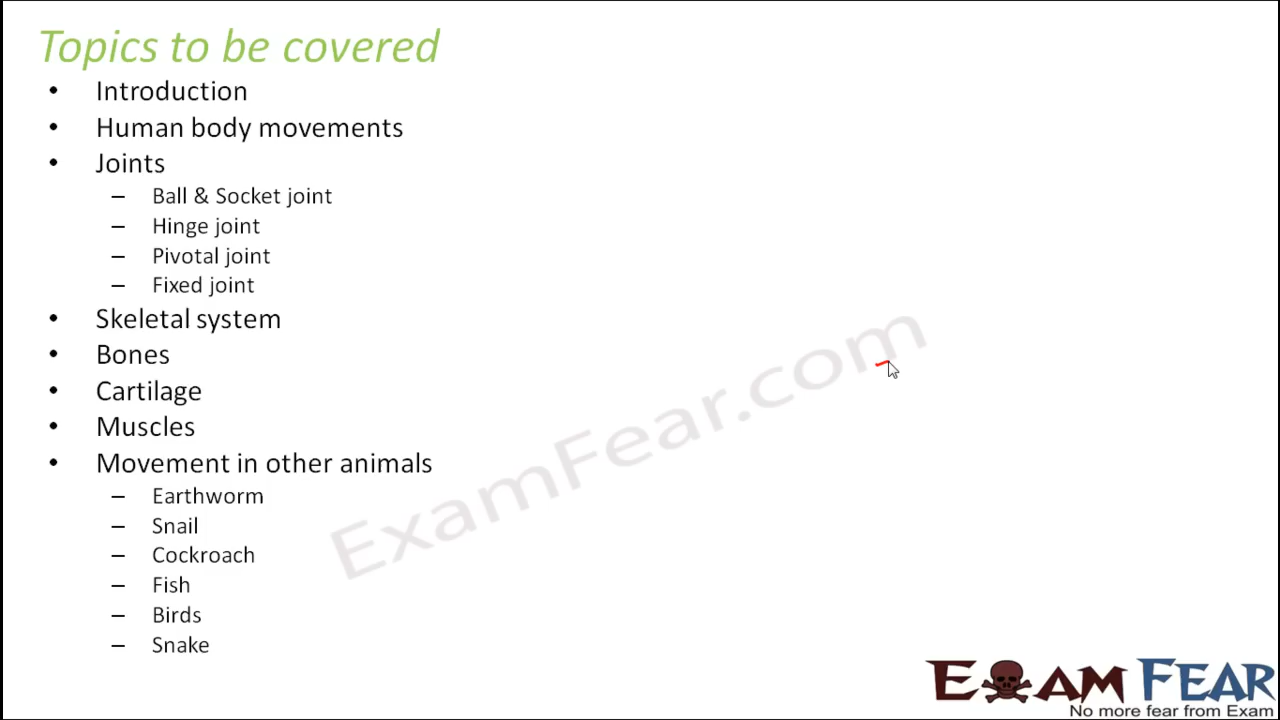 Topics to be covered
• Introduction
• Human body movements
• Joints
– Ball & Socket joint
– Hinge joint
– Pivotal joint
– Fixed joint
• Skeletal system
• Bones
• Cartilage
• Muscles
• Movement in other animals
– Earthworm
– Snail
– Cockroach
– Fish
– Birds
– Snake
ExamFear.com
EXAM FEAR
No more fear from Exam